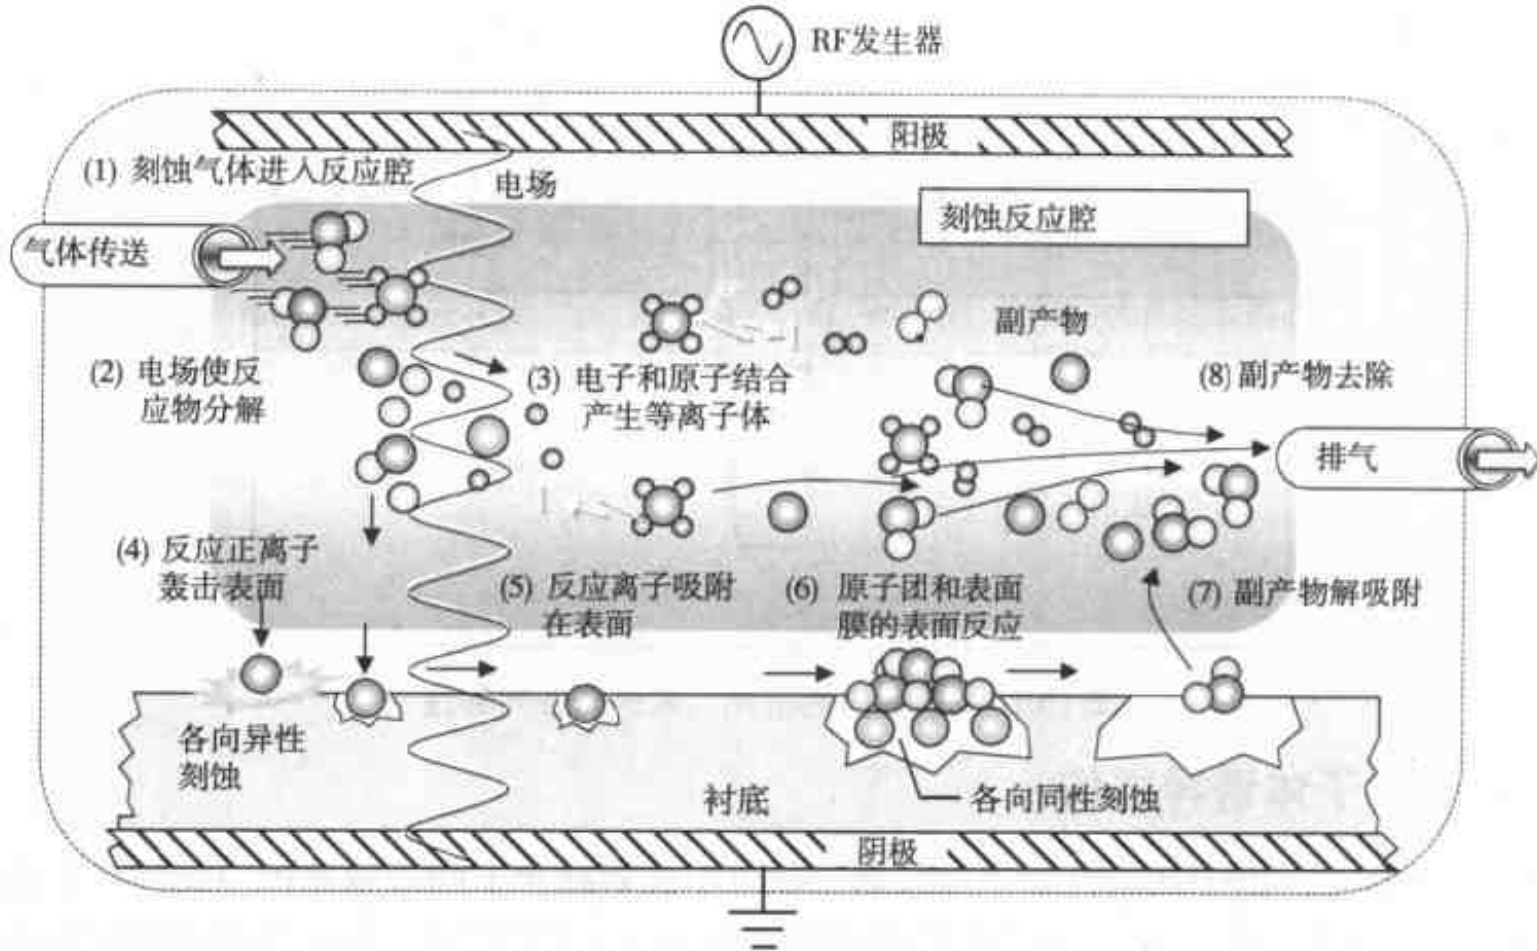 RF发生器
阳极
(1) 刻蚀气体进入反应腔
电场
刻蚀反应腔
气体传送
副产物
(2) 电场使反
应物分解
(3) 电子和原子结合
产生等离子体
(8) 副产物去除
排气
(4) 反应正离子
轰击表面
(5) 反应离子吸附
在表面
(6) 原子团和表面
膜的表面反应
(7) 副产物解吸附
各向异性
刻蚀
衬底
各向同性刻蚀
阴极